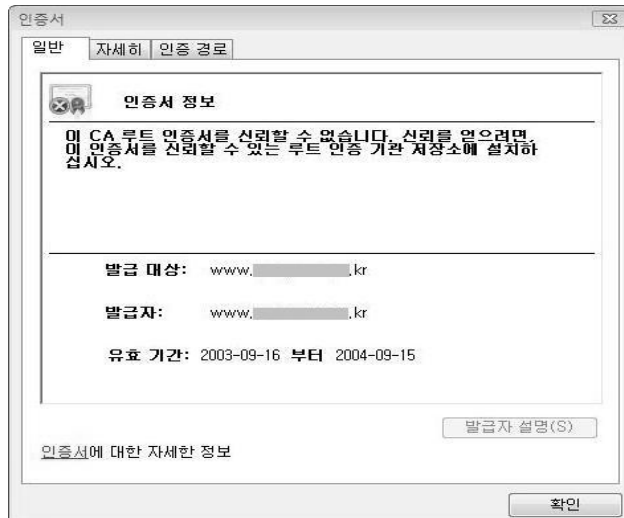 인증서
일반 자세히 인증 경로
인증서 정보
이 CA 루트 인증서를 신뢰할 수 없습니다. 신뢰를 얻으려면,
이 인증서를 신뢰할 수 있는 루트 인증 기관 저장소에 설치하
십시오.
발급 대상: www. .kr
발급자: www. .kr
유효 기간: 2003-09-16 부터 2004-09-15
발급자 설명(S)
인증서에 대한 자세한 정보
확인